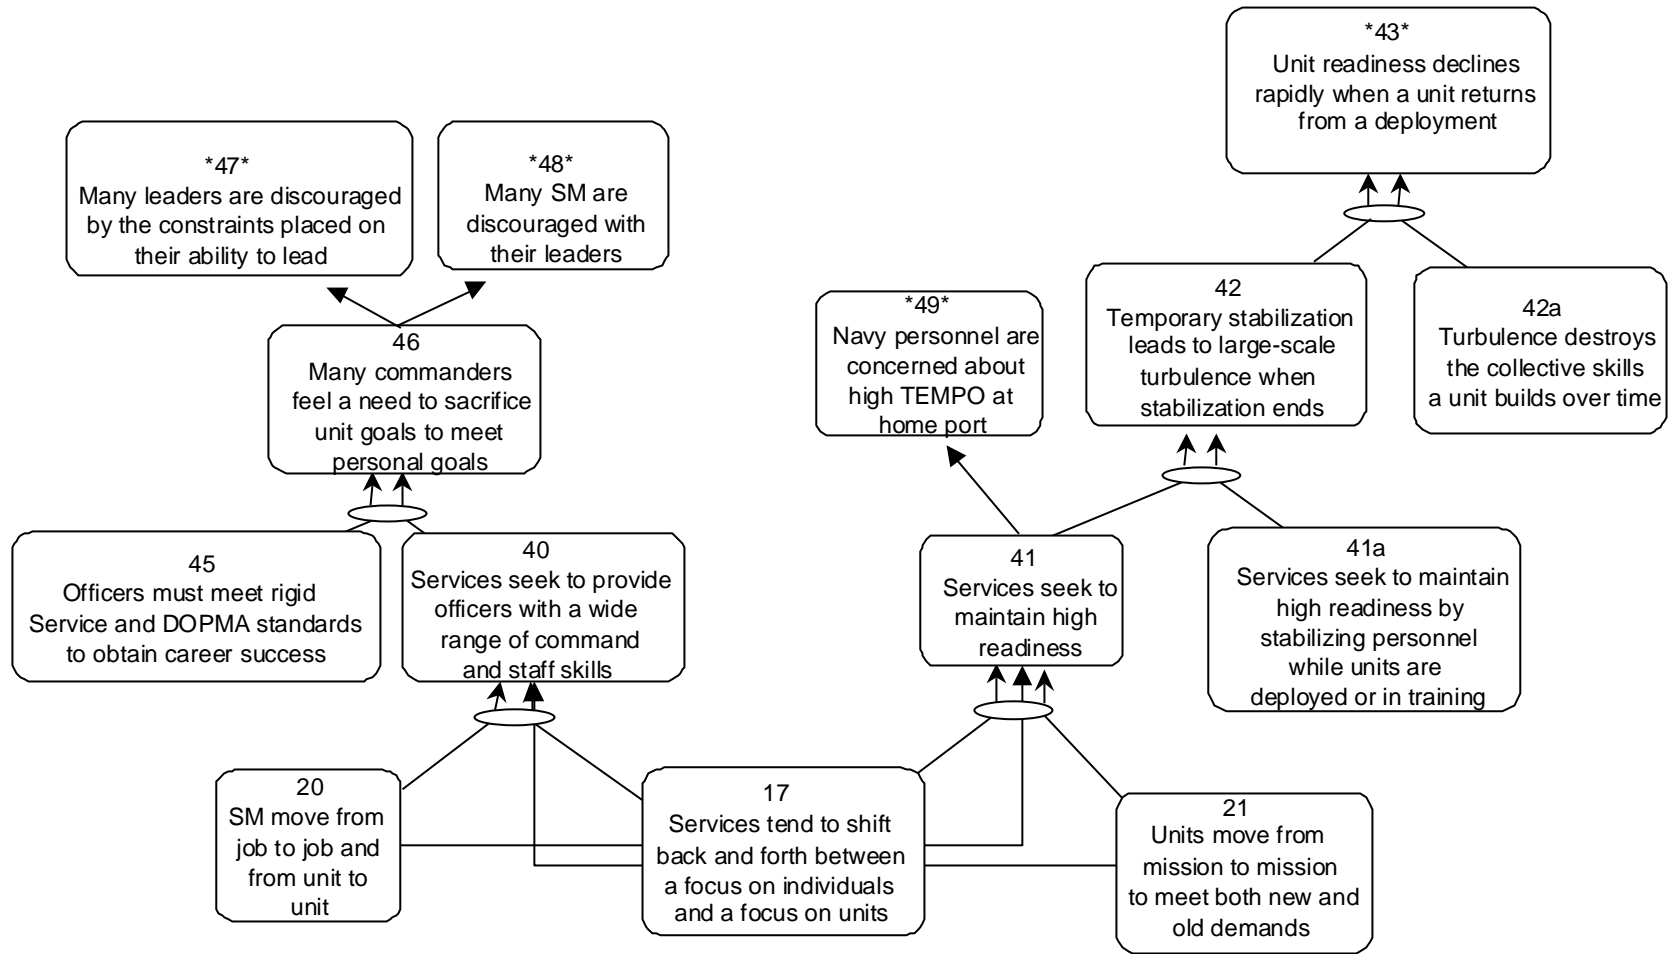 *43*
Unit readiness declines
rapidly when a unit returns
from a deployment
*47*
Many leaders are discouraged
by the constraints placed on
their ability to lead
*48*
Many SM are
discouraged with
their leaders
42
Temporary stabilization
leads to large-scale
turbulence when
stabilization ends
42a
Turbulence destroys
the collective skills
a unit builds over time
*49*
Navy personnel are
concerned about
high TEMPO at
home port
46
Many commanders
feel a need to sacrifice
unit goals to meet
personal goals
45
Officers must meet rigid
Service and DOPMA standards
to obtain career success
40
Services seek to provide
officers with a wide
range of command
and staff skills
41
Services seek to
maintain high
readiness
41a
Services seek to maintain
high readiness by
stabilizing personnel
while units are
deployed or in training
20
SM move from
job to job and
from unit to
unit
17
Services tend to shift
back and forth between
a focus on individuals
and a focus on units
21
Units move from
mission to mission
to meet both new and
old demands